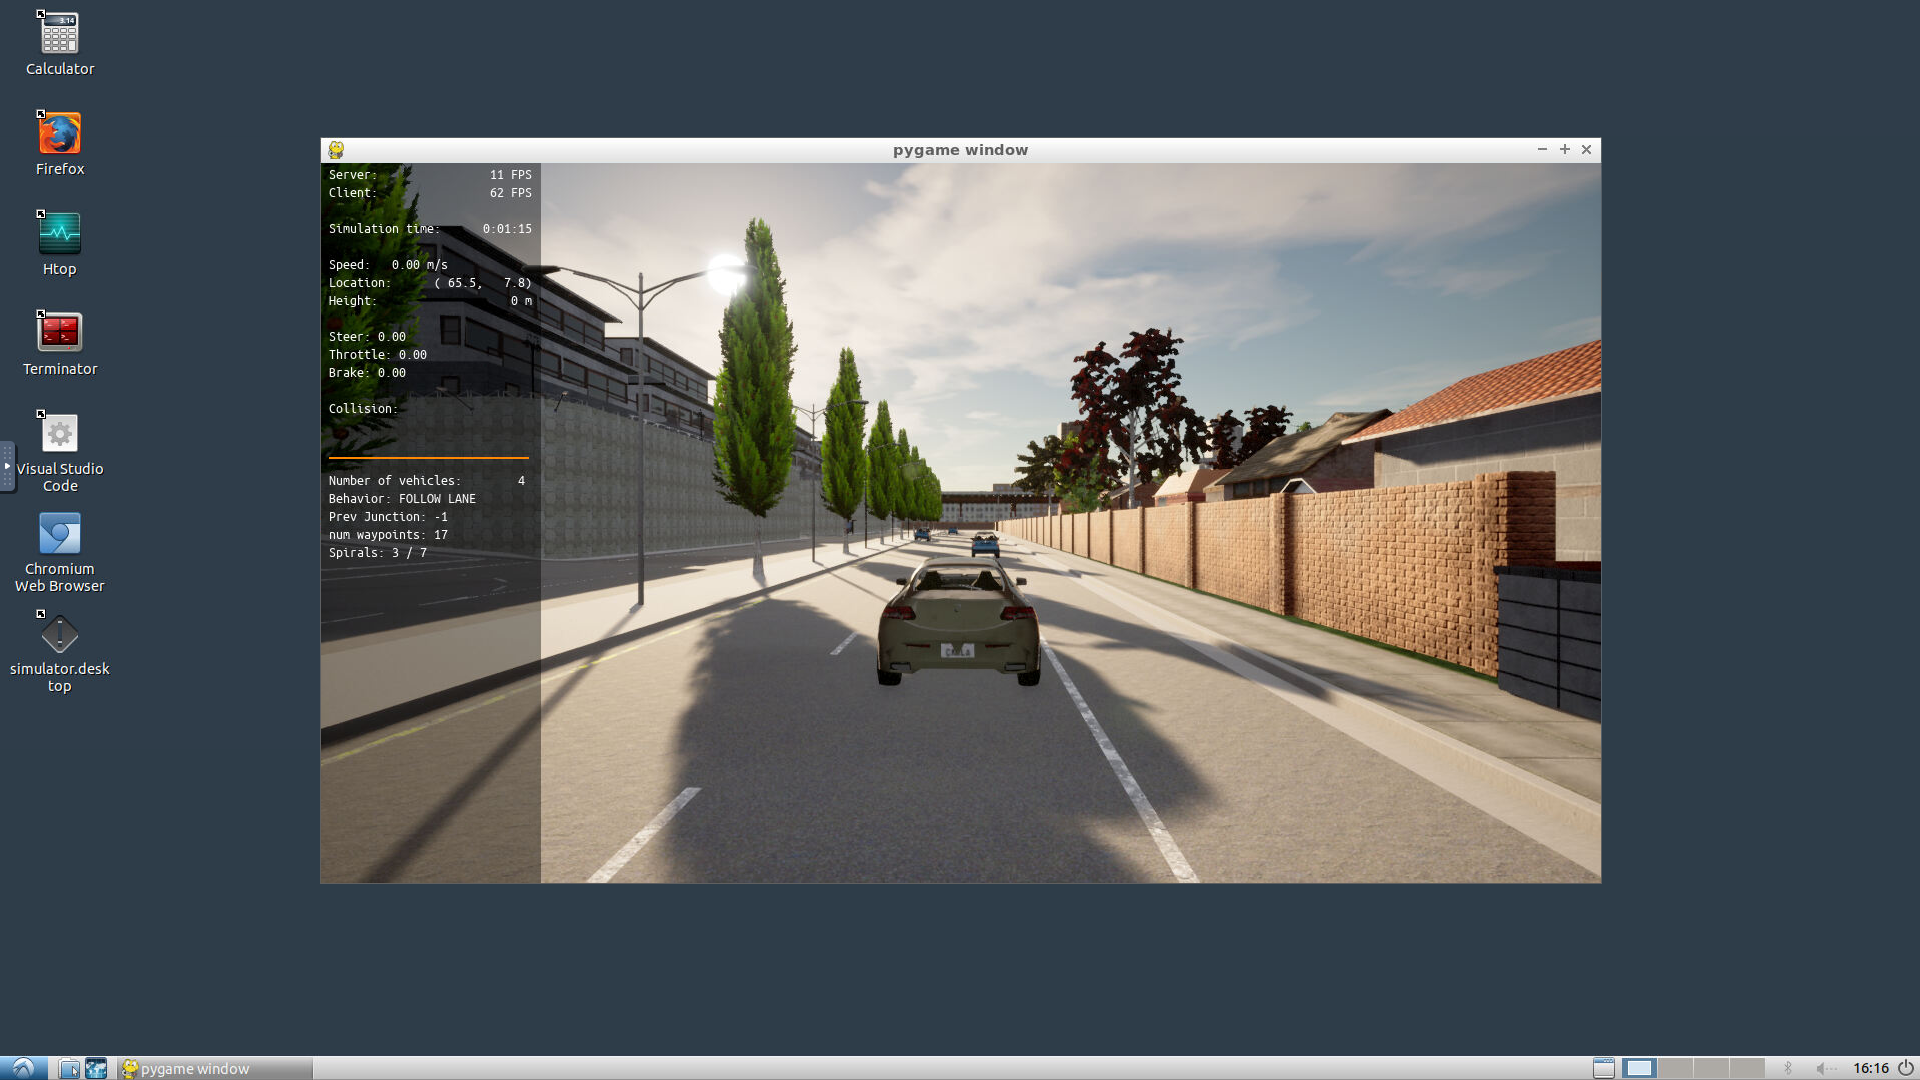 Calculator
Firefox
Htop
Terminator
Visual Studio
Code
Chromium
Web Browser
simulator.desk
top
3.14
pygame window
Server: 11 FPS
Client: 62 FPS
Simulation time: 0:01:15
Speed: 0.00 m/s
Location: ( 65.5, 7.8)
Height: 0 m
Steer: 0.00
Throttle: 0.00
Brake: 0.00
Collision:
Number of vehicles: 4
Behavior: FOLLOW LANE
Prev Junction: -1
num waypoints: 17
Spirals: 3 / 7
pygame window
16:16